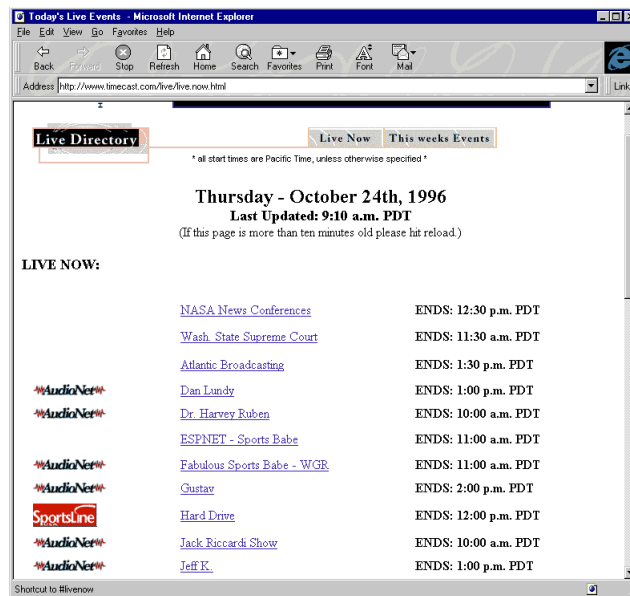 Today's Live Events - Microsoft Internet Explorer
File Edit View Go Favorites Help
Back Forward Stop Refresh Home Search Favorites Print Font Mail
Address http://www.timecast.com/live/live.now.html Link
Live Directory Live Now This weeks Events
* all start times are Pacific Time, unless otherwise specified *
Thursday - October 24th, 1996
Last Updated: 9:10 a.m. PDT
(If this page is more than ten minutes old please hit reload.)
LIVE NOW:
NASA News Conferences ENDS: 12:30 p.m. PDT
Wash. State Supreme Court ENDS: 11:30 a.m. PDT
Atlantic Broadcasting ENDS: 1:30 p.m. PDT
AudioNet Dan Lundy ENDS: 1:00 p.m. PDT
AudioNet Dr. Harvey Ruben ENDS: 10:00 a.m. PDT
ESPNET - Sports Babe ENDS: 11:00 a.m. PDT
AudioNet Fabulous Sports Babe - WGR ENDS: 11:00 a.m. PDT
AudioNet Gustav ENDS: 2:00 p.m. PDT
SportsLine Hard Drive ENDS: 12:00 p.m. PDT
AudioNet Jack Riccardi Show ENDS: 10:00 a.m. PDT
AudioNet Jeff K. ENDS: 1:00 p.m. PDT
Shortcut to #livenow